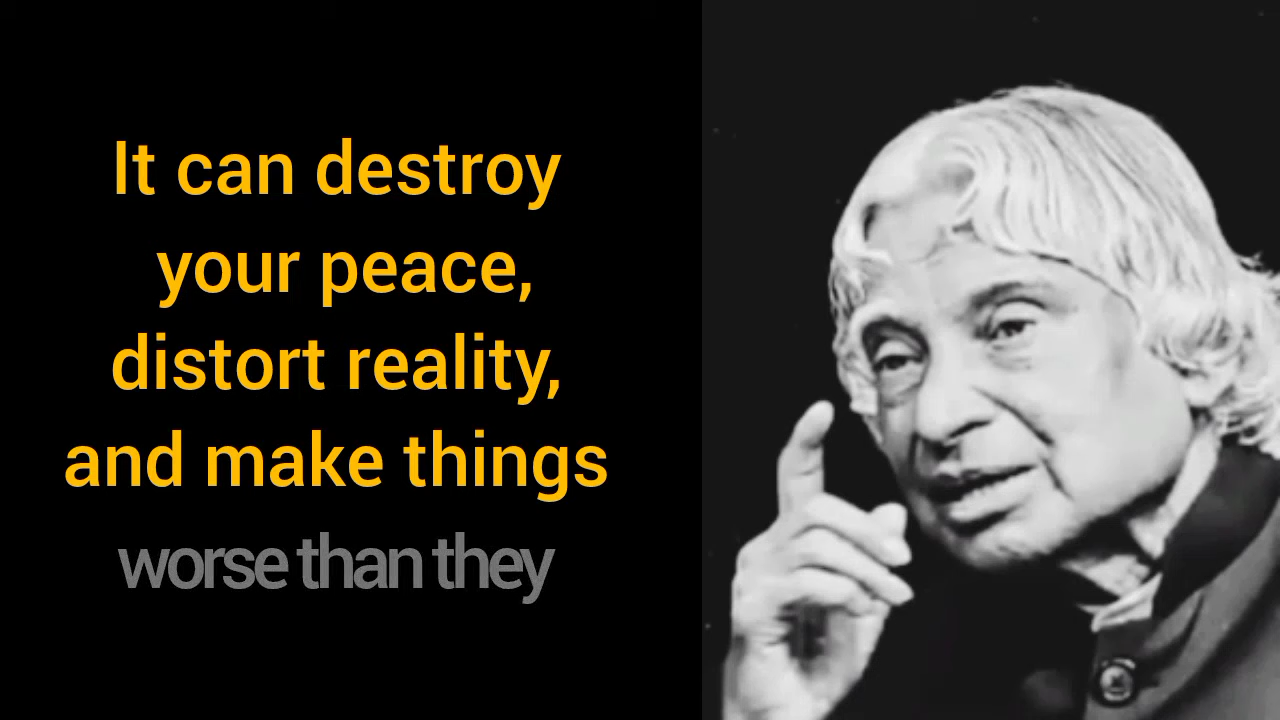 It can destroy
your peace,
distort reality,
and make things
worse than they